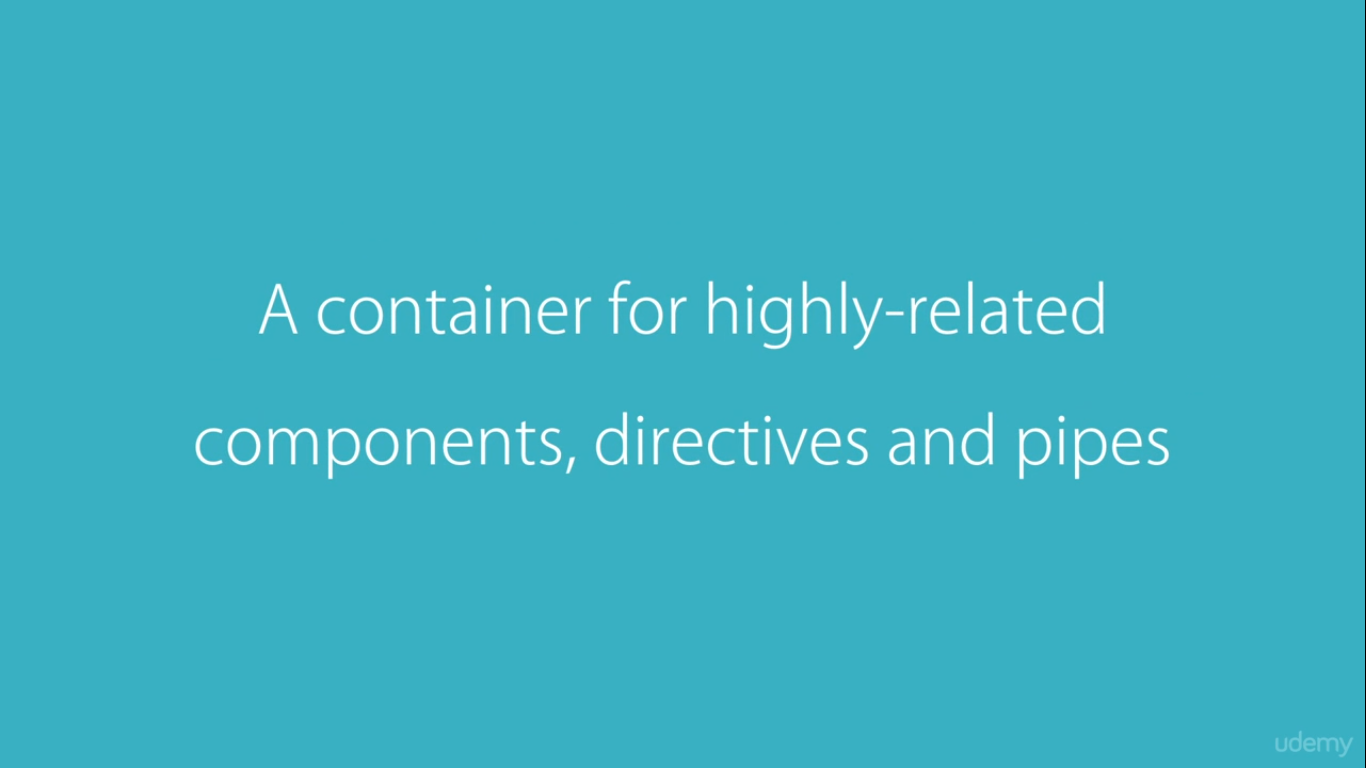 A container for highly-related
components, directives and pipes
udemy